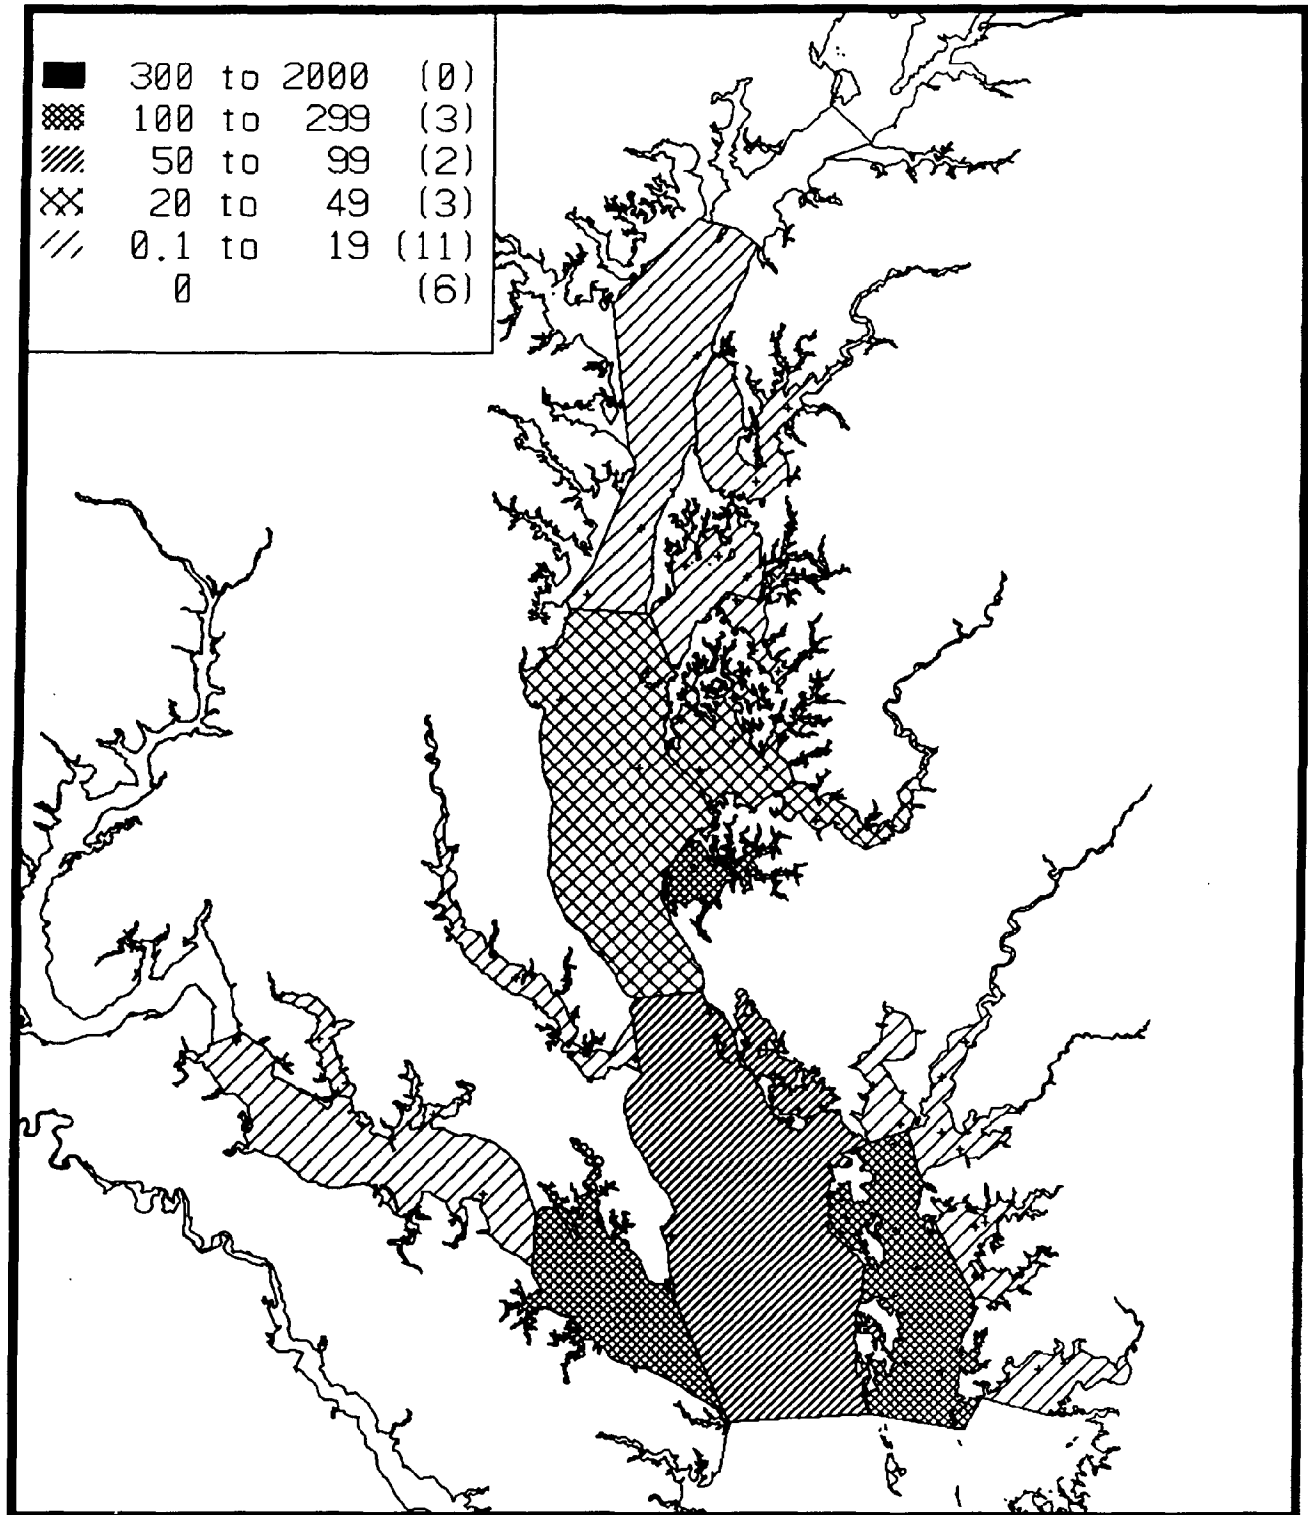 300 to 2000 (0)
100 to 299 (3)
50 to 99 (2)
20 to 49 (3)
0.1 to 19 (11)
0 (6)